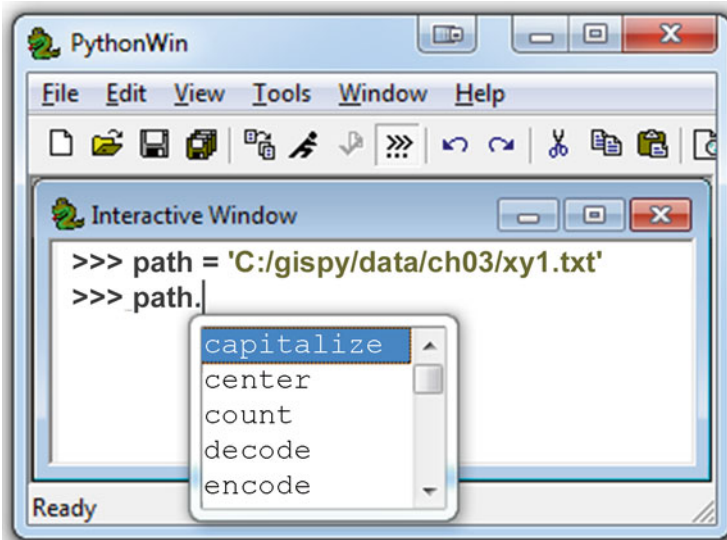 PythonWin
File Edit View Tools Window Help
Interactive Window
>>> path = 'C:/gispy/data/ch03/xy1.txt'
>>> path.
capitalize
center
count
decode
encode
Ready